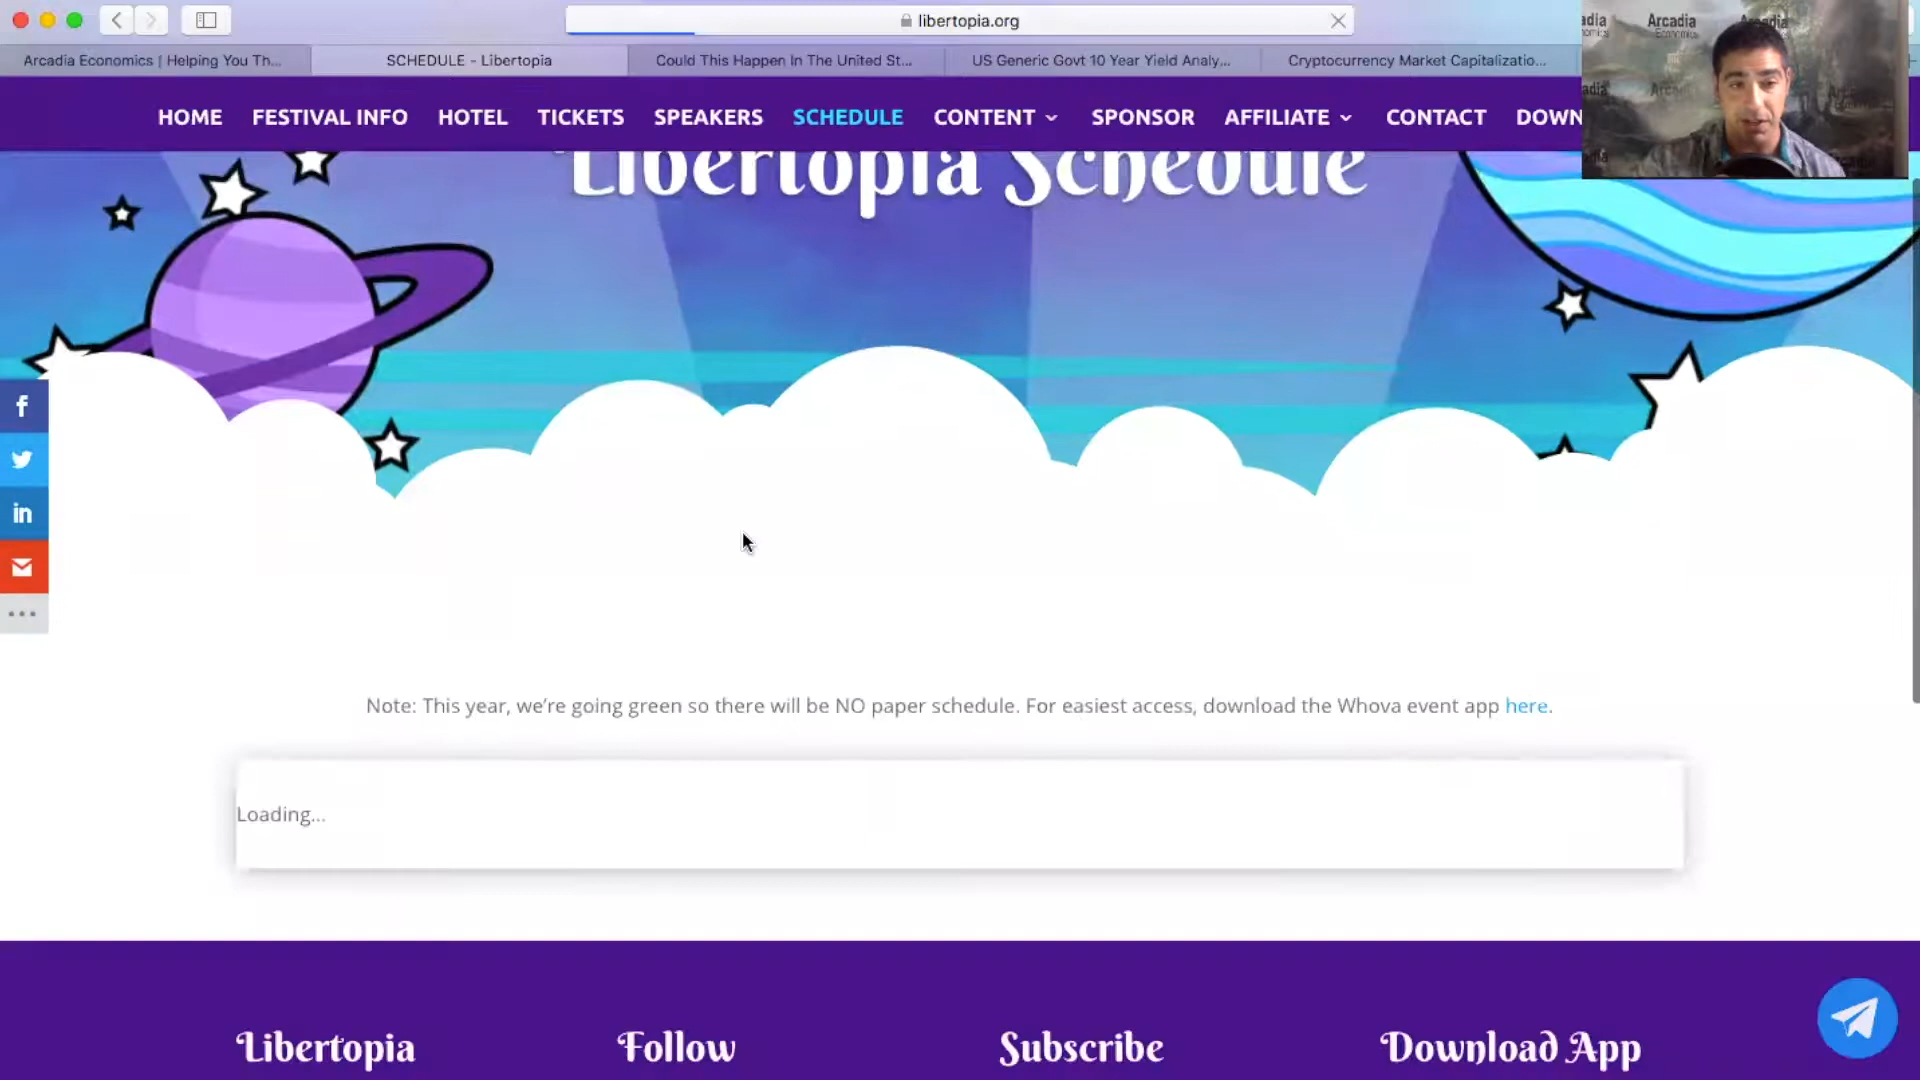 libertopia.org
Arcadia Economics | Helping You Th...
SCHEDULE - Libertopia
Could This Happen In The United St...
US Generic Govt 10 Year Yield Analy...
Cryptocurrency Market Capitalizatio...
HOME FESTIVAL INFO HOTEL TICKETS SPEAKERS SCHEDULE CONTENT SPONSOR AFFILIATE CONTACT DOWN
Arcadia
Economics
Libertopia Schedule
Note: This year, we’re going green so there will be NO paper schedule. For easiest access, download the Whova event app here.
Loading...
Libertopia
Follow
Subscribe
Download App